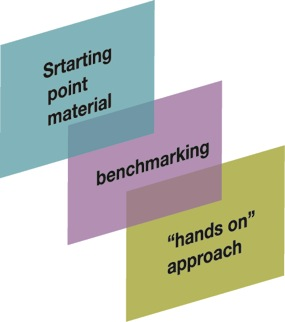 Srtarting
point
material
benchmarking
“hands on”
approach